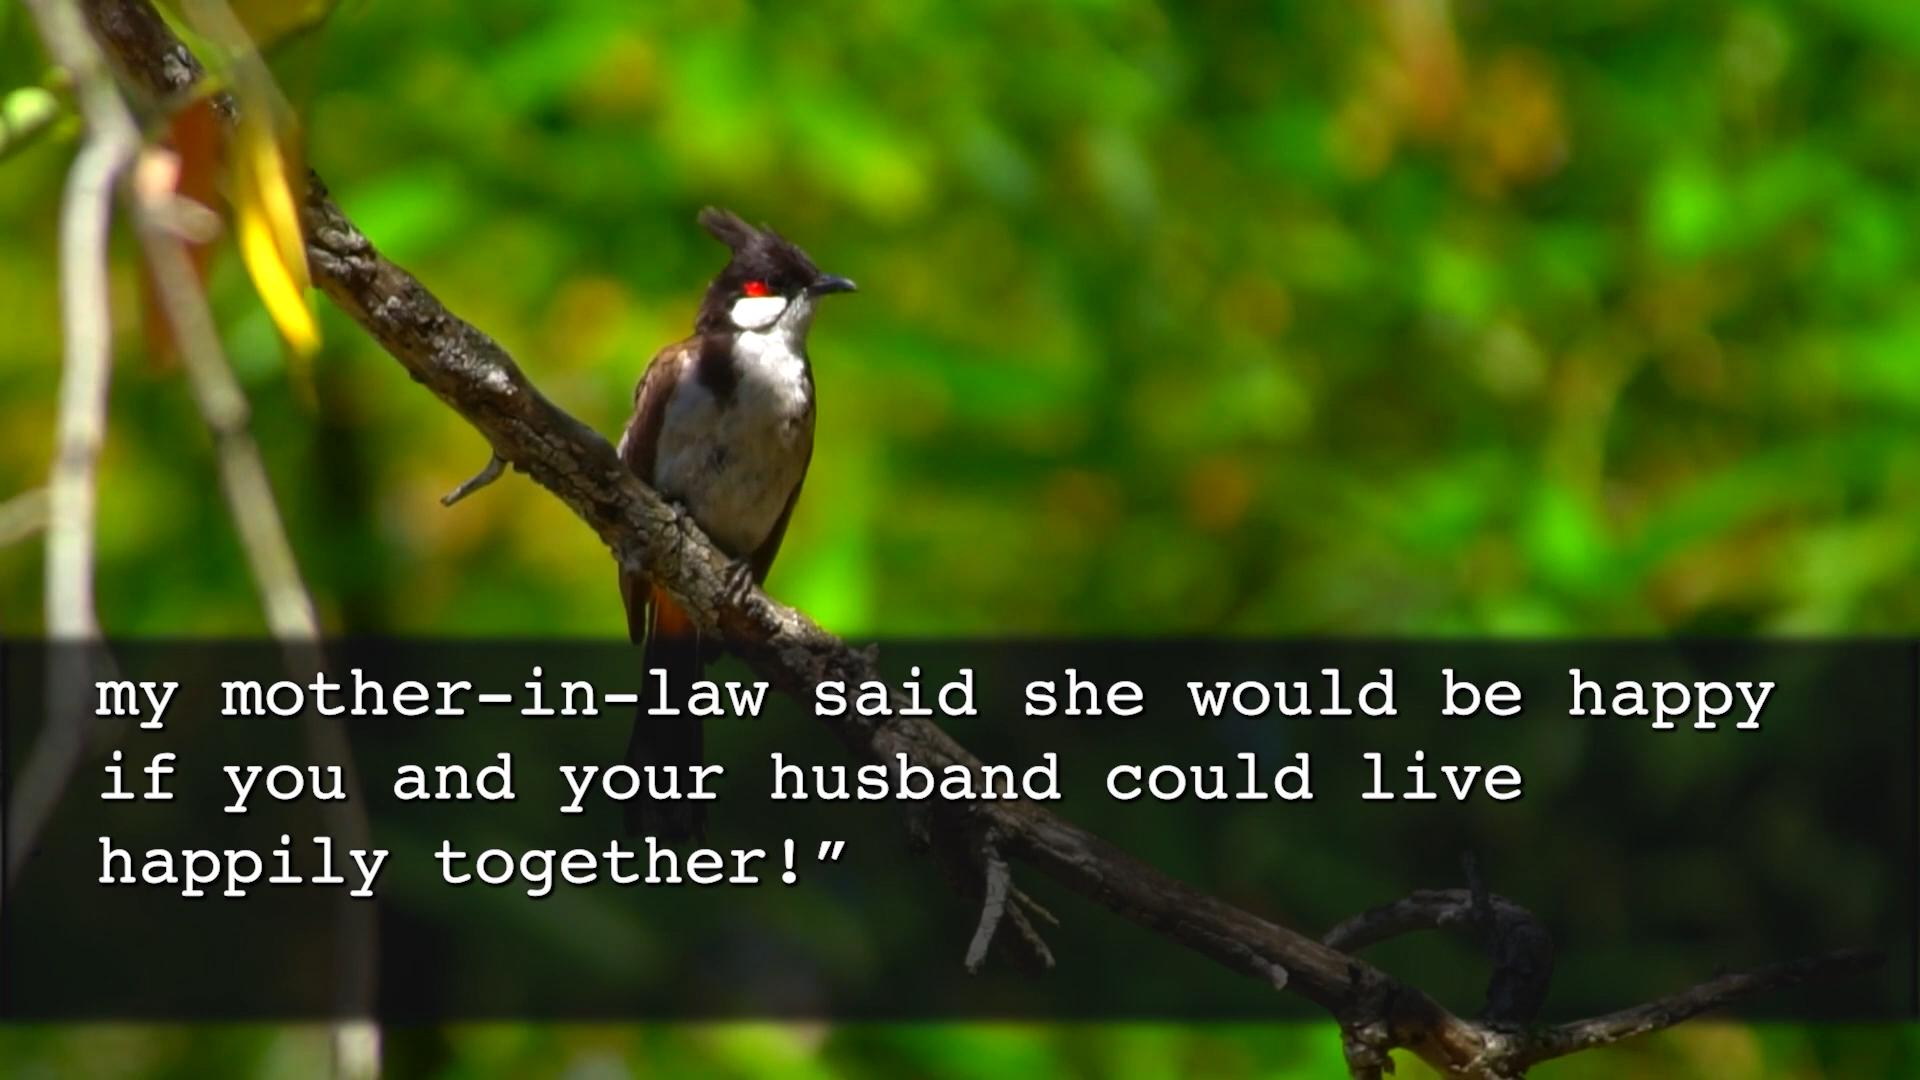 my mother-in-law said she would be happy
if you and your husband could live
happily together!”